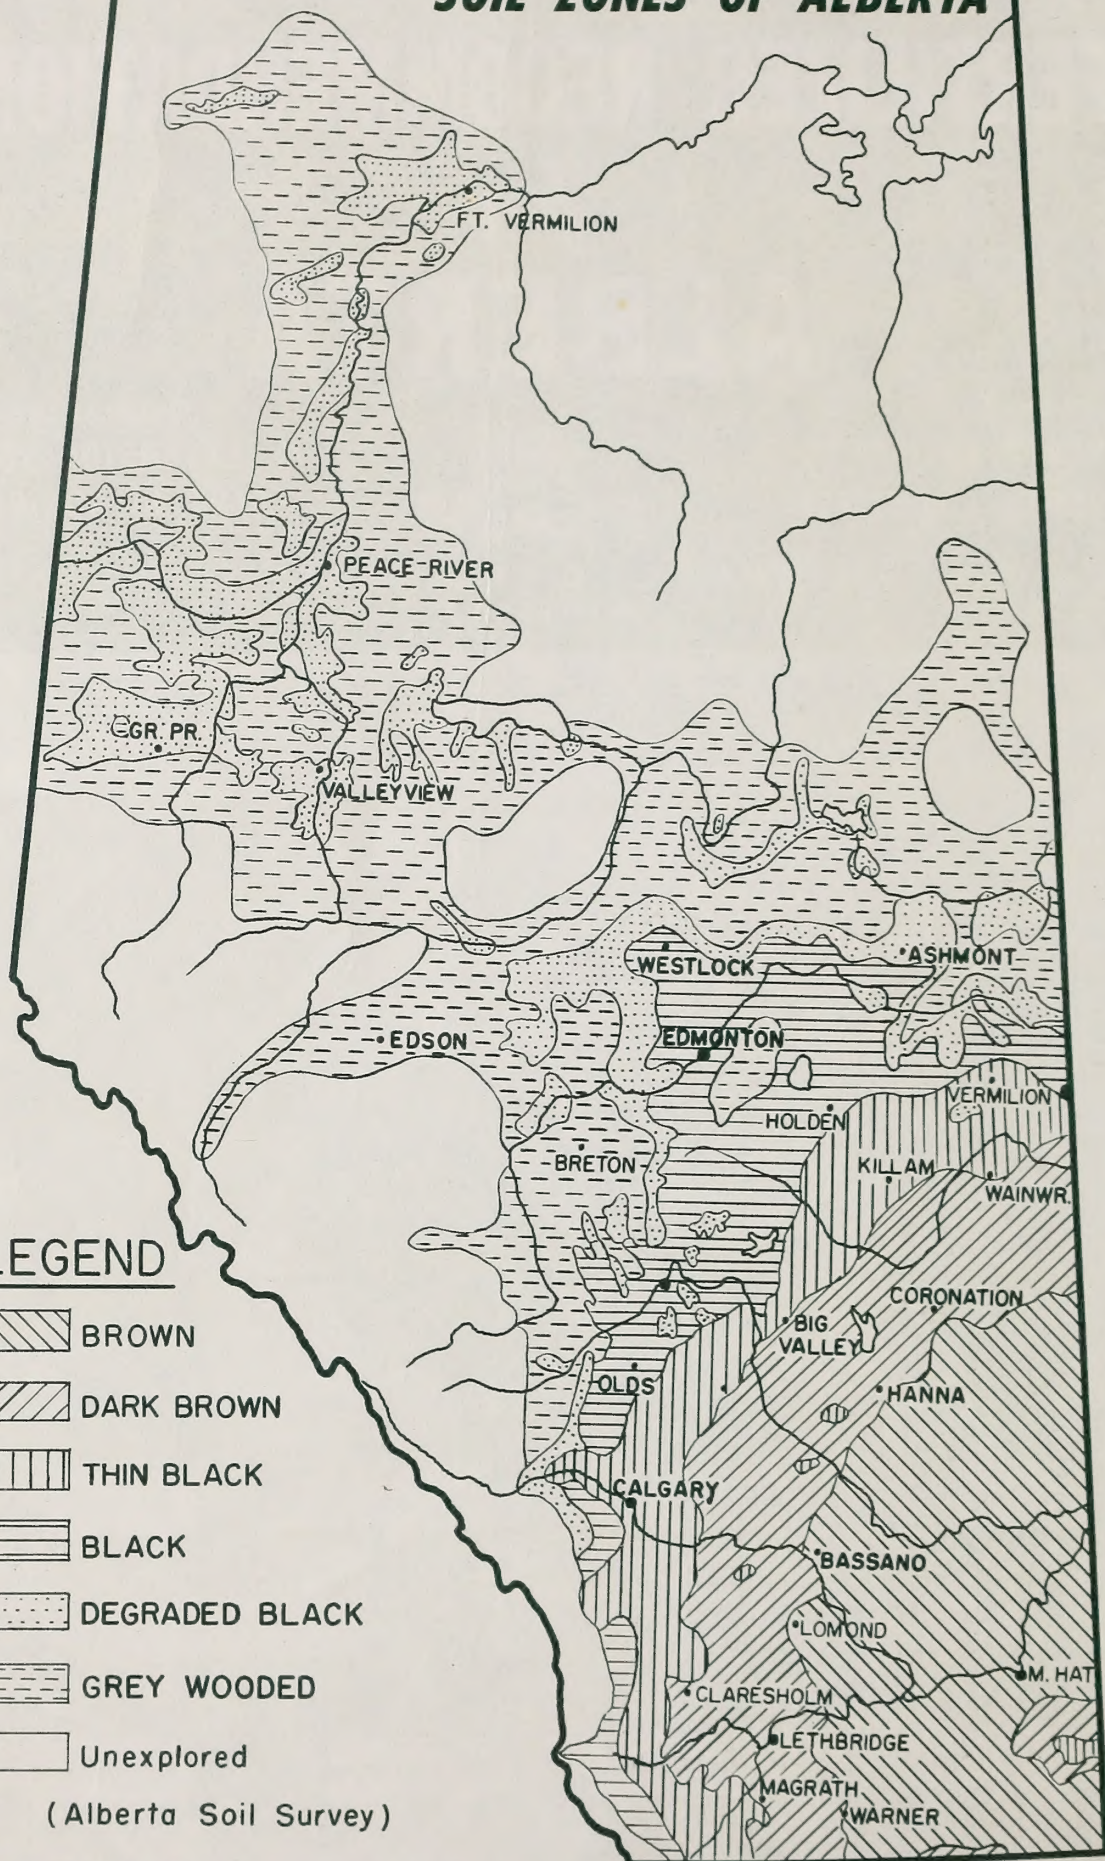 SOIL ZONES OF ALBERTA
FT. VERMILION
PEACE RIVER
GR. PR.
VALLEYVIEW
WESTLOCK
ASHMONT
EDSON
EDMONTON
VERMILION
HOLDEN
BRETON
KILLAM
WAINWR.
CORONATION
BIG
VALLEY
OLDS
HANNA
CALGARY
BASSANO
LOMOND
M. HAT
CLARESHOLM
LETHBRIDGE
MAGRATH
WARNER
LEGEND
BROWN
DARK BROWN
THIN BLACK
BLACK
DEGRADED BLACK
GREY WOODED
Unexplored
(Alberta Soil Survey)